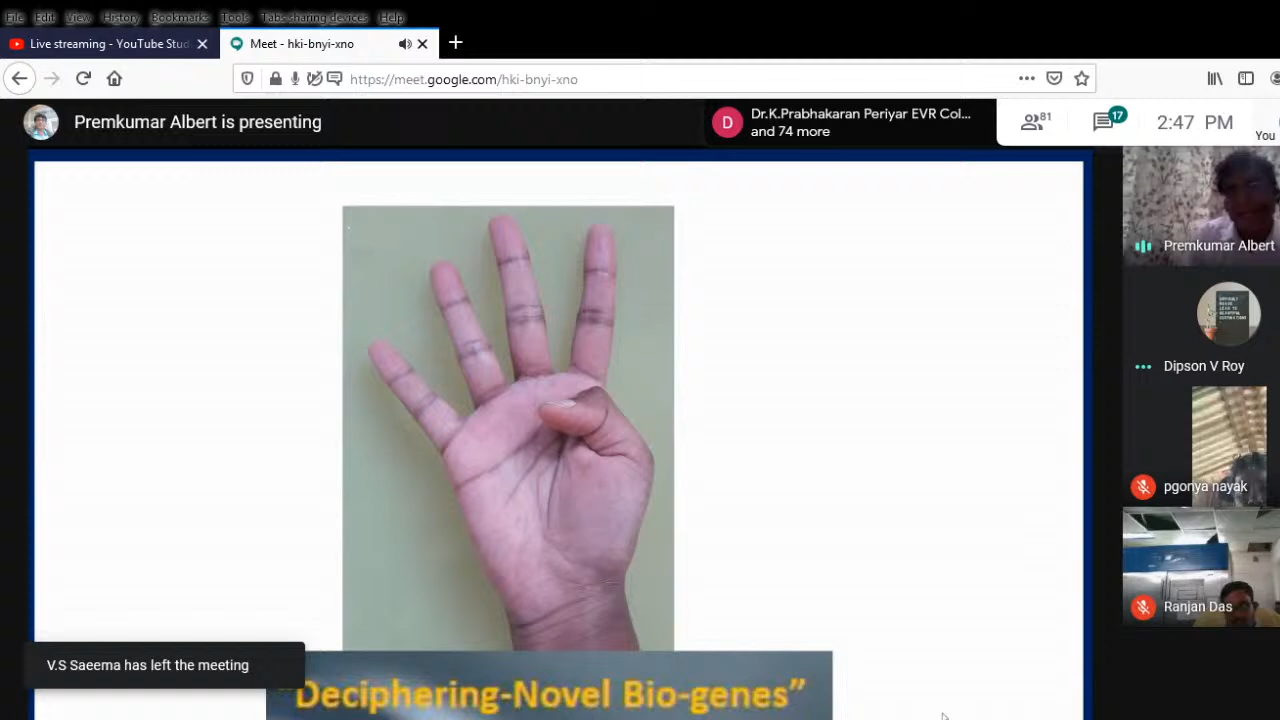 File Edit View History Bookmarks Tools Tabs sharing devices Help
Live streaming - YouTube Stud
Meet - hki-bnyi-xno
https://meet.google.com/hki-bnyi-xno
Premkumar Albert is presenting
D
Dr.K.Prabhakaran Periyar EVR Col...
and 74 more
81
17
2:47 PM
You
Premkumar Albert
Dipson V Roy
pgonya nayak
Ranjan Das
V.S Saeema has left the meeting
"Deciphering-Novel Bio-genes"